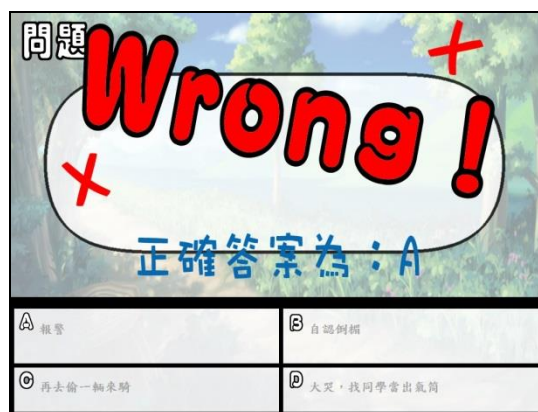 問題
Wrong!
正確答案為：A
A 報警
B 自認倒楣
C 再去偷一輛來騎
D 大哭，找同學當出氣筒